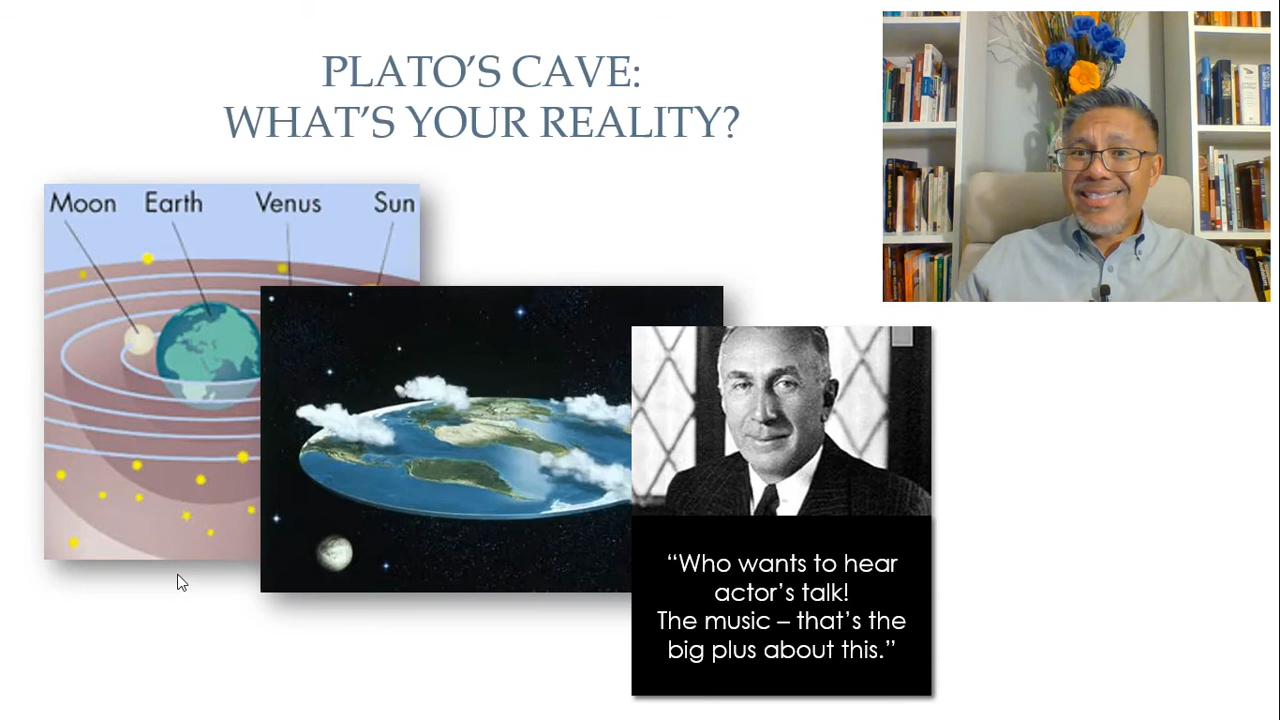 PLATO’S CAVE:
WHAT’S YOUR REALITY?
Moon Earth Venus Sun
“Who wants to hear
actor’s talk!
The music – that’s the
big plus about this.”